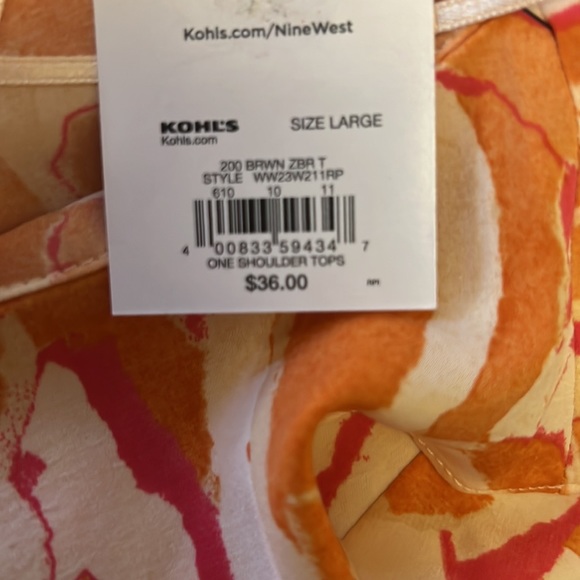 Kohls.com/NineWest
KOHL'S SIZE LARGE
Kohls.com
200 BRWN ZBR T
STYLE WW23W211RP
610 10 11
4 00833 59434 7
ONE SHOULDER TOPS
$36.00